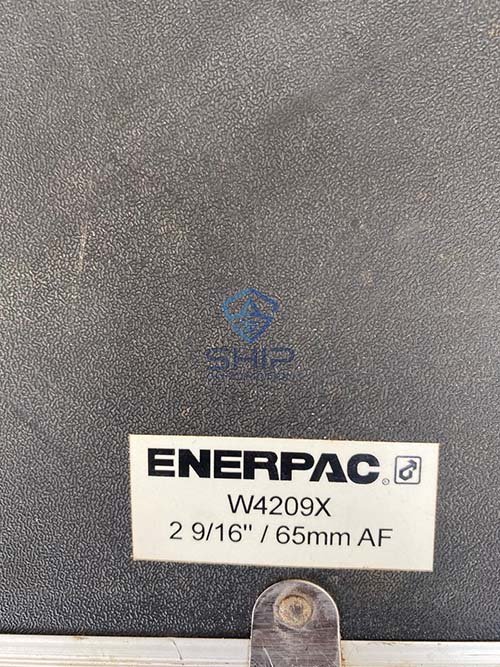 SHIP
ENERPAC®
W4209X
2 9/16" / 65mm AF